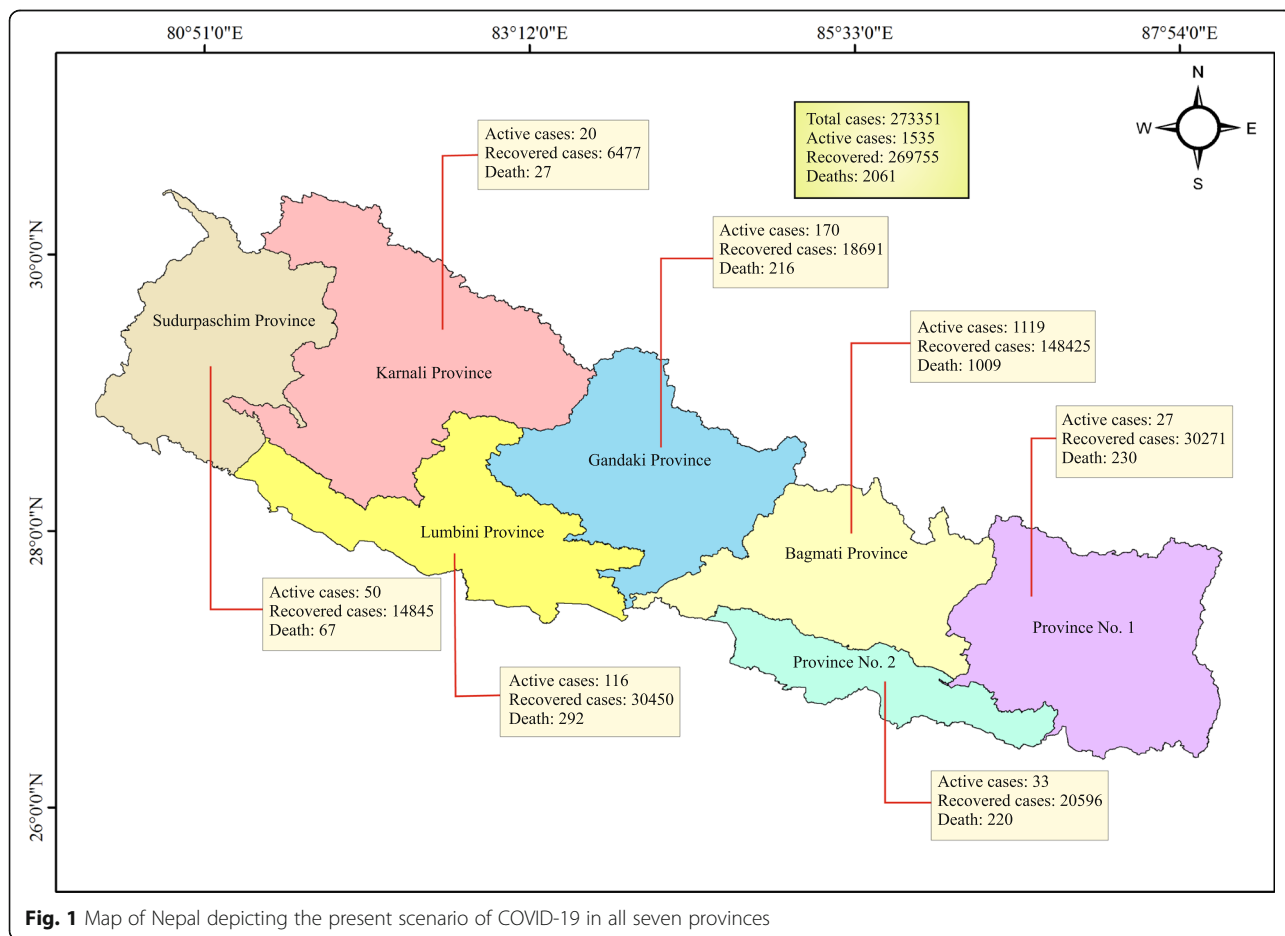 80°51'0"E
83°12'0"E
85°33'0"E
87°54'0"E
N
W
E
S
Total cases: 273351
Active cases: 1535
Recovered: 269755
Deaths: 2061
Active cases: 20
Recovered cases: 6477
Death: 27
Active cases: 170
Recovered cases: 18691
Death: 216
30°0'0"N
Sudurpaschim Province
Karnali Province
Active cases: 1119
Recovered cases: 148425
Death: 1009
Active cases: 27
Recovered cases: 30271
Death: 230
Gandaki Province
28°0'0"N
Lumbini Province
Bagmati Province
Active cases: 50
Recovered cases: 14845
Death: 67
Province No. 1
Province No. 2
Active cases: 116
Recovered cases: 30450
Death: 292
26°0'0"N
Active cases: 33
Recovered cases: 20596
Death: 220
Fig. 1 Map of Nepal depicting the present scenario of COVID-19 in all seven provinces